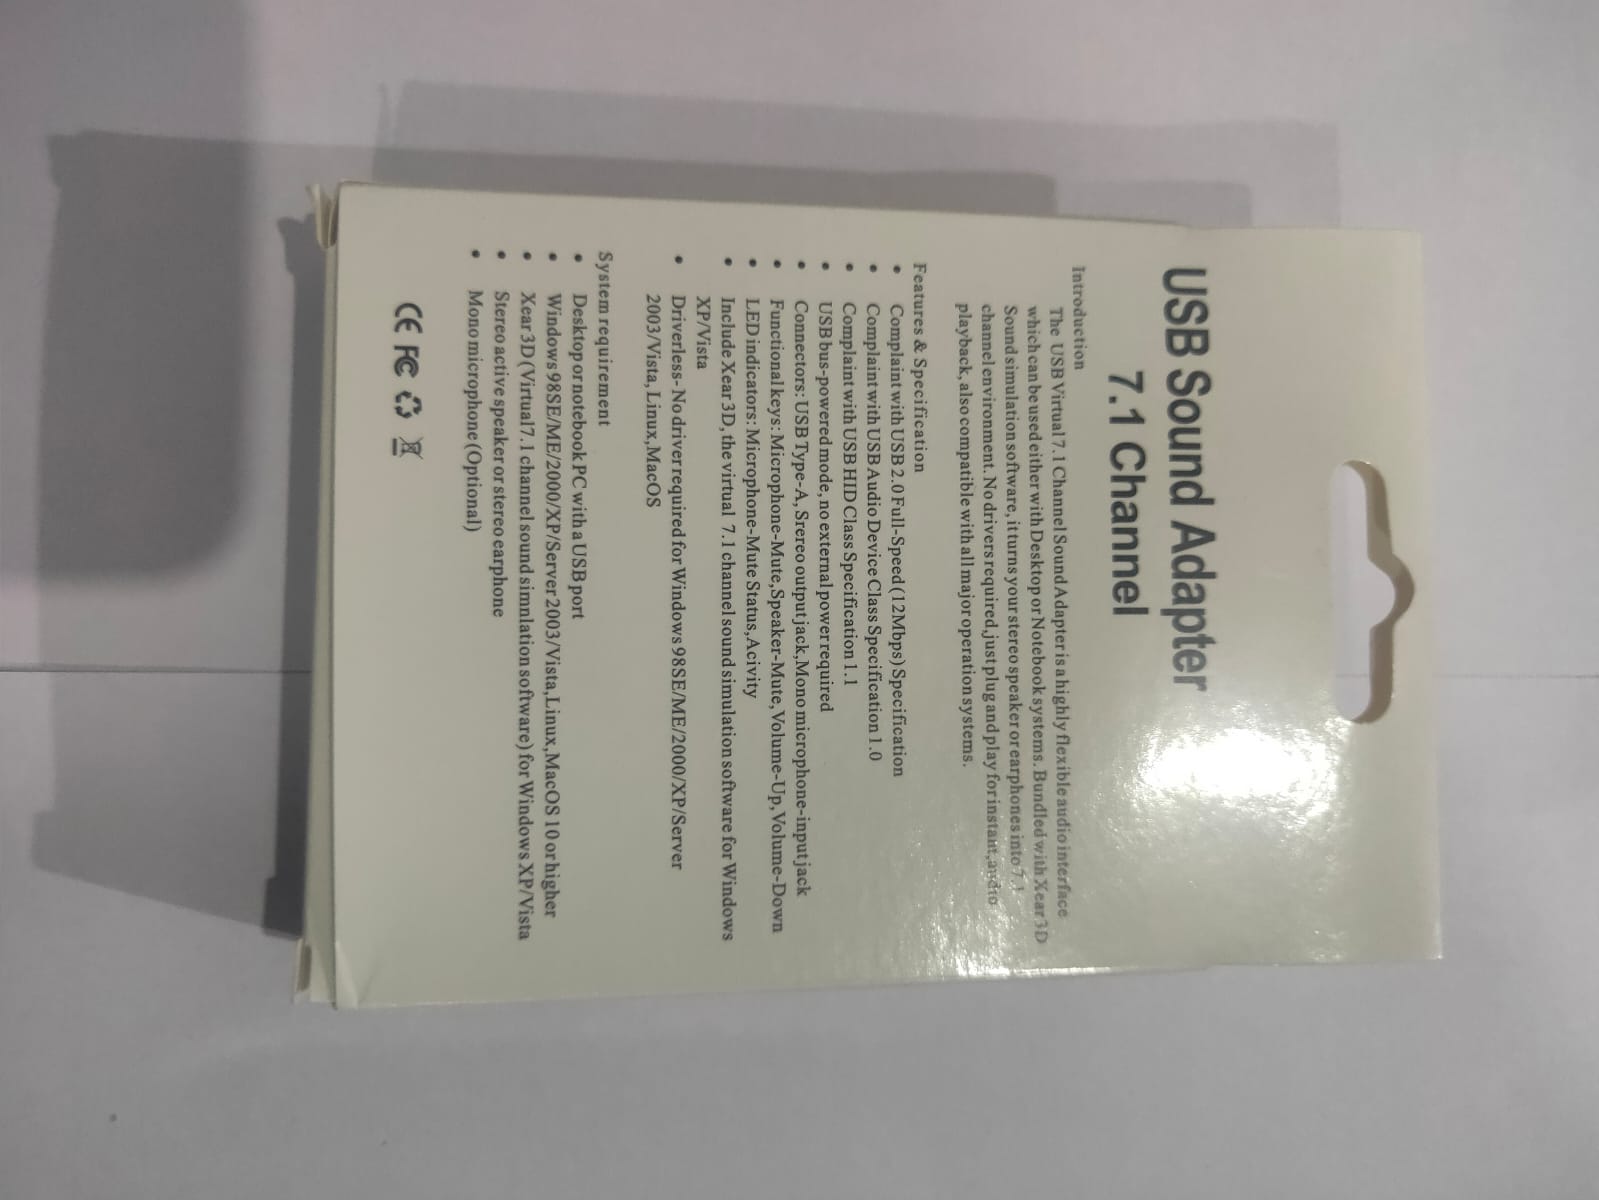 USB Sound Adapter
7.1 Channel
Introduction
The USB Virtual 7.1 Channel Sound Adapter is a highly flexible audio interface
which can be used either with Desktop or Notebook systems. Bundled with Xear 3D
Sound simulation software, it turns your stereo speaker or earphones into 7.1
channel environment. No drivers required, just plug and play for instant, audio
playback, also compatible with all major operation systems.
Features & Specification
• Complaint with USB 2.0 Full-Speed (12Mbps) Specification
• Complaint with USB Audio Device Class Specification 1.0
• Complaint with USB HID Class Specification 1.1
• USB bus-powered mode, no external power required
• Connectors: USB Type-A, Srereo output jack, Mono microphone-input jack
• Functional keys: Microphone-Mute, Speaker-Mute, Volume-Up, Volume-Down
• LED indicators: Microphone-Mute Status, Acivity
• Include Xear 3D, the virtual 7.1 channel sound simulation software for Windows
XP/Vista
• Driverless- No driver required for Windows 98SE/ME/2000/XP/Server
2003/Vista, Linux, MacOS
System requirement
• Desktop or notebook PC with a USB port
• Windows 98SE/ME/2000/XP/Server 2003/Vista, Linux, MacOS 10 or higher
• Xear 3D (Virtual 7.1 channel sound simnlation software) for Windows XP/Vista
• Stereo active speaker or stereo earphone
• Mono microphone (Optional)
CE FC